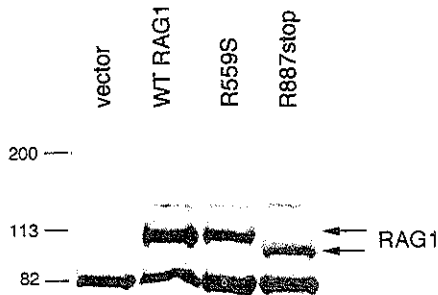 vector
WT RAG1
R559S
R887stop
200
113
RAG1
82